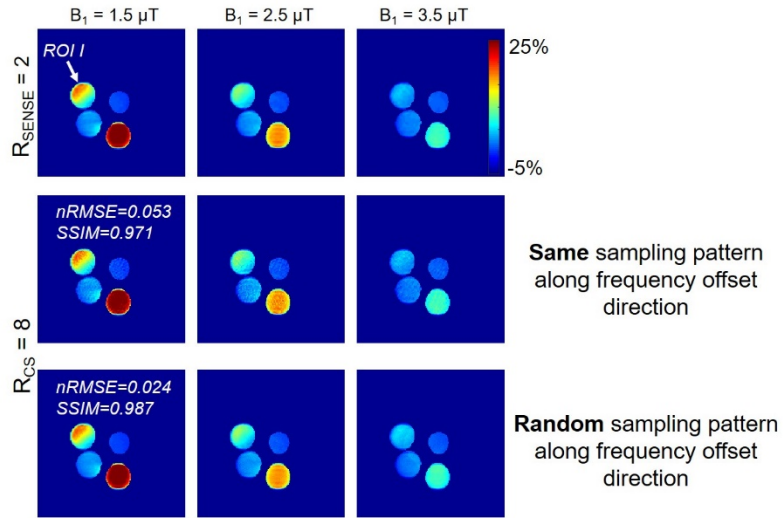 B₁ = 1.5 µT
B₁ = 2.5 µT
B₁ = 3.5 µT
R_SENSE = 2
ROI I
25%
-5%
R_CS = 8
nRMSE=0.053
SSIM=0.971
Same sampling pattern
along frequency offset
direction
nRMSE=0.024
SSIM=0.987
Random sampling pattern
along frequency offset
direction